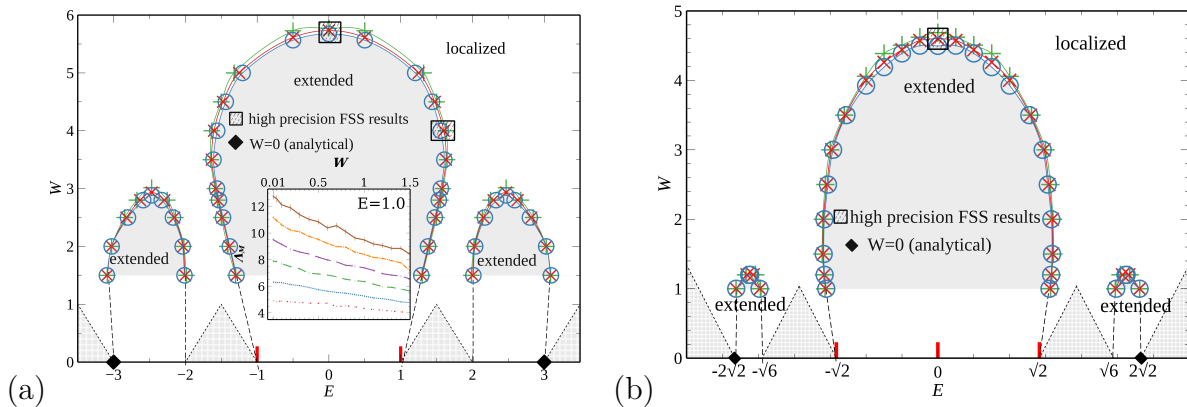 6
5
4
3
2
1
0
W
localized
extended
high precision FSS results
W=0 (analytical)
W
0.01 0.5 1 1.5
E=1.0
12
10
8
6
4
Λ_M
extended
extended
−3 −2 −1 0 1 2 3
E
(a)
5
4
3
2
1
0
W
localized
extended
high precision FSS results
W=0 (analytical)
extended
extended
-2√2 -√6 -√2 0 √2 √6 2√2
E
(b)